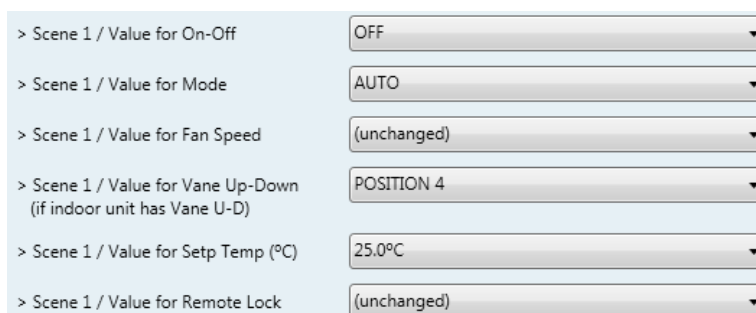 > Scene 1 / Value for On-Off OFF
> Scene 1 / Value for Mode AUTO
> Scene 1 / Value for Fan Speed (unchanged)
> Scene 1 / Value for Vane Up-Down POSITION 4
(if indoor unit has Vane U-D)
> Scene 1 / Value for Setp Temp (ºC) 25.0ºC
> Scene 1 / Value for Remote Lock (unchanged)